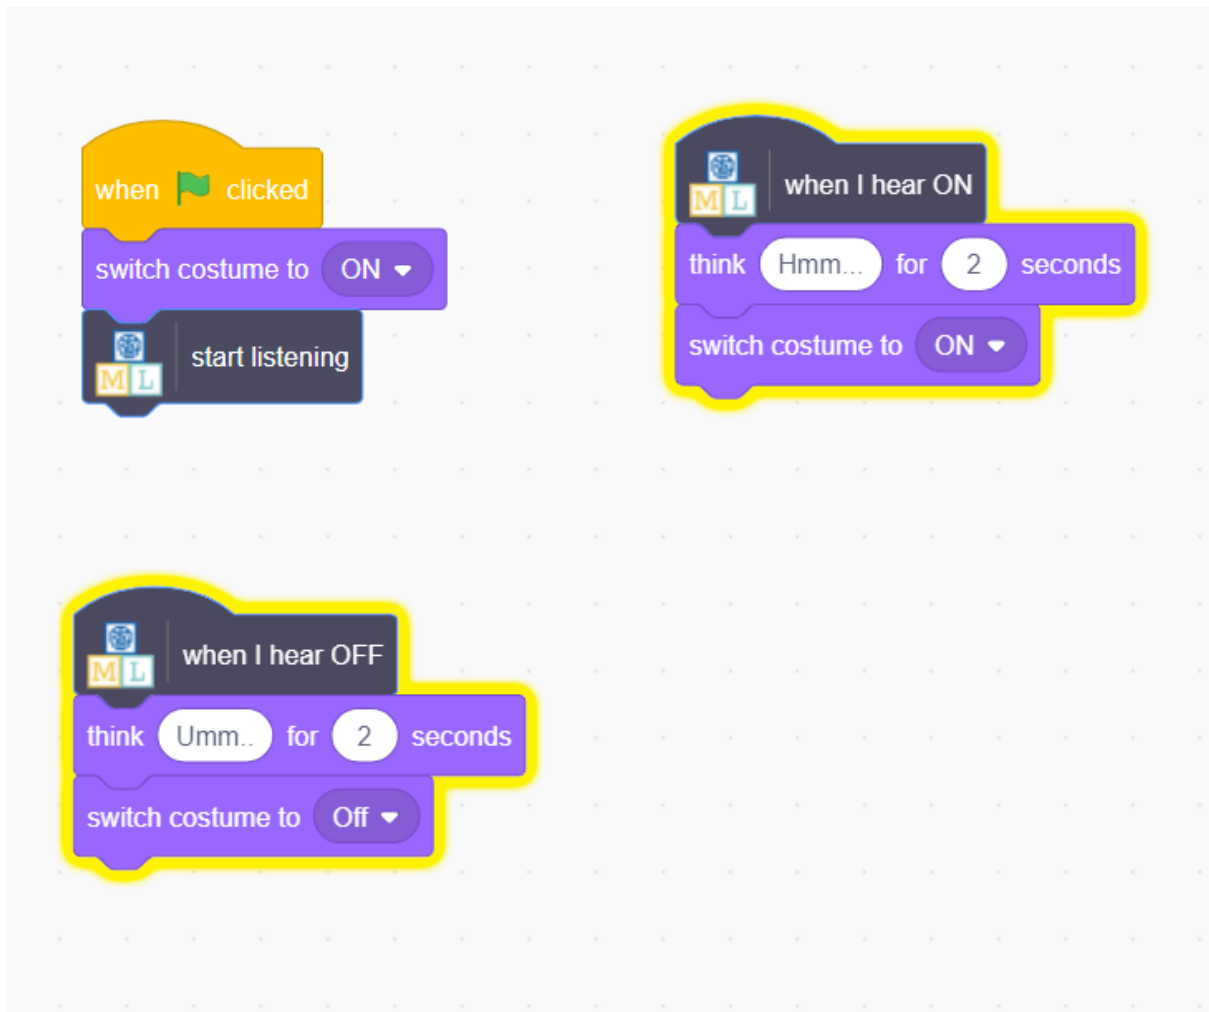 when clicked
switch costume to ON
ML start listening
ML when I hear ON
think Hmm... for 2 seconds
switch costume to ON
ML when I hear OFF
think Umm.. for 2 seconds
switch costume to Off